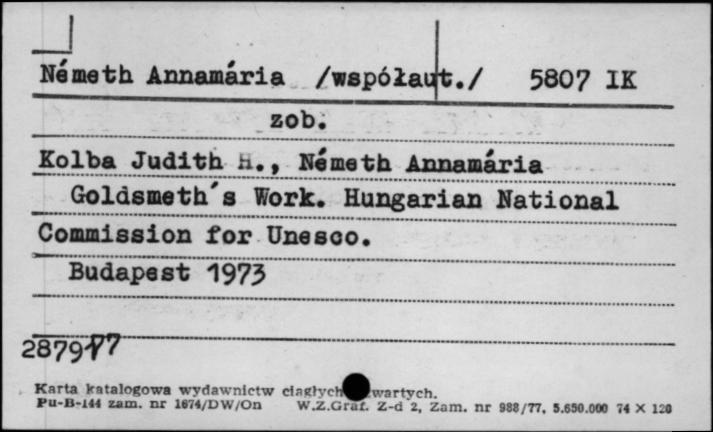 Németh Annamária /współaut./ 5807 IK
zob.
Kolba Judith H., Németh Annamária
Goldsmeth´s Work. Hungarian National
Commission for Unesco.
Budapest 1973
2879/77
Karta katalogowa wydawnictw ciągłych
Pu-B-144 zam. nr 1674/DW/On W.Z.Graf. Z-d 2, Zam. nr 988/77, 5.650.000 74 X 120